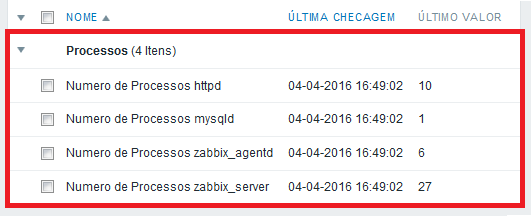 NOME ▲ ÚLTIMA CHECAGEM ÚLTIMO VALOR
Processos (4 Itens)
Numero de Processos httpd 04-04-2016 16:49:02 10
Numero de Processos mysqld 04-04-2016 16:49:02 1
Numero de Processos zabbix_agentd 04-04-2016 16:49:02 6
Numero de Processos zabbix_server 04-04-2016 16:49:02 27